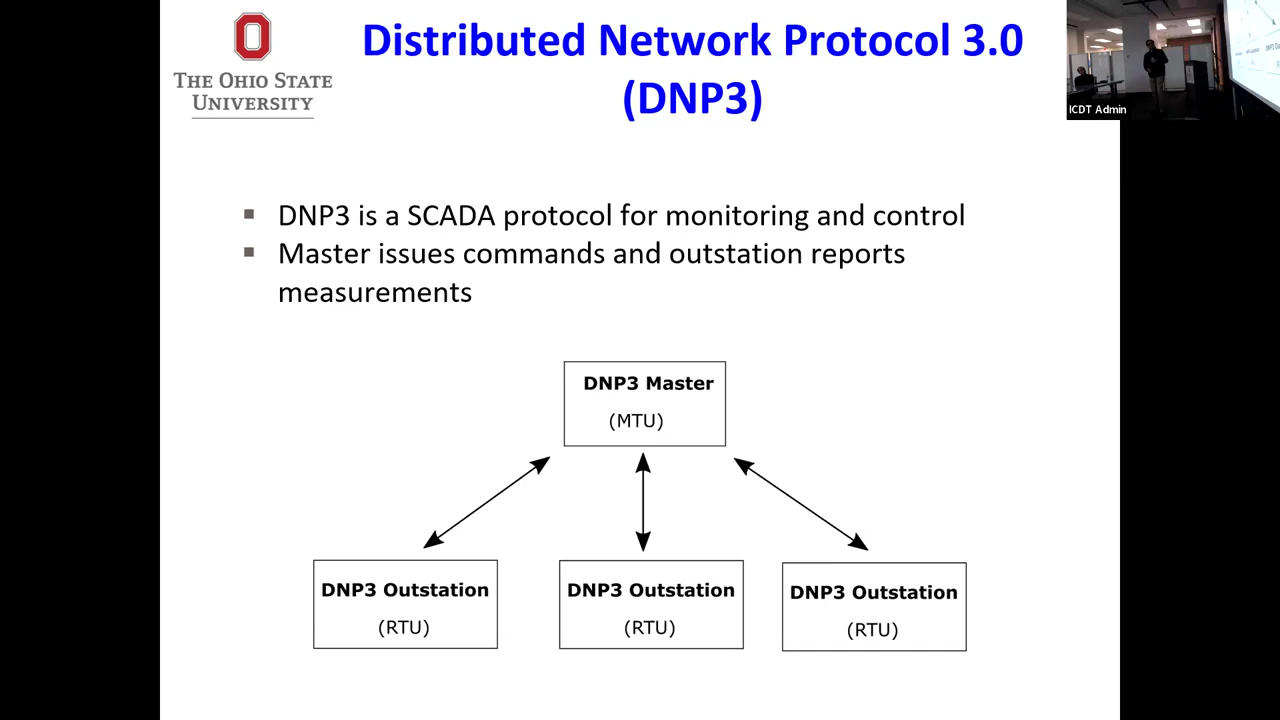 THE OHIO STATE
UNIVERSITY
Distributed Network Protocol 3.0
(DNP3)
ICDT Admin
▪ DNP3 is a SCADA protocol for monitoring and control
▪ Master issues commands and outstation reports
measurements
DNP3 Master
(MTU)
DNP3 Outstation
(RTU)
DNP3 Outstation
(RTU)
DNP3 Outstation
(RTU)